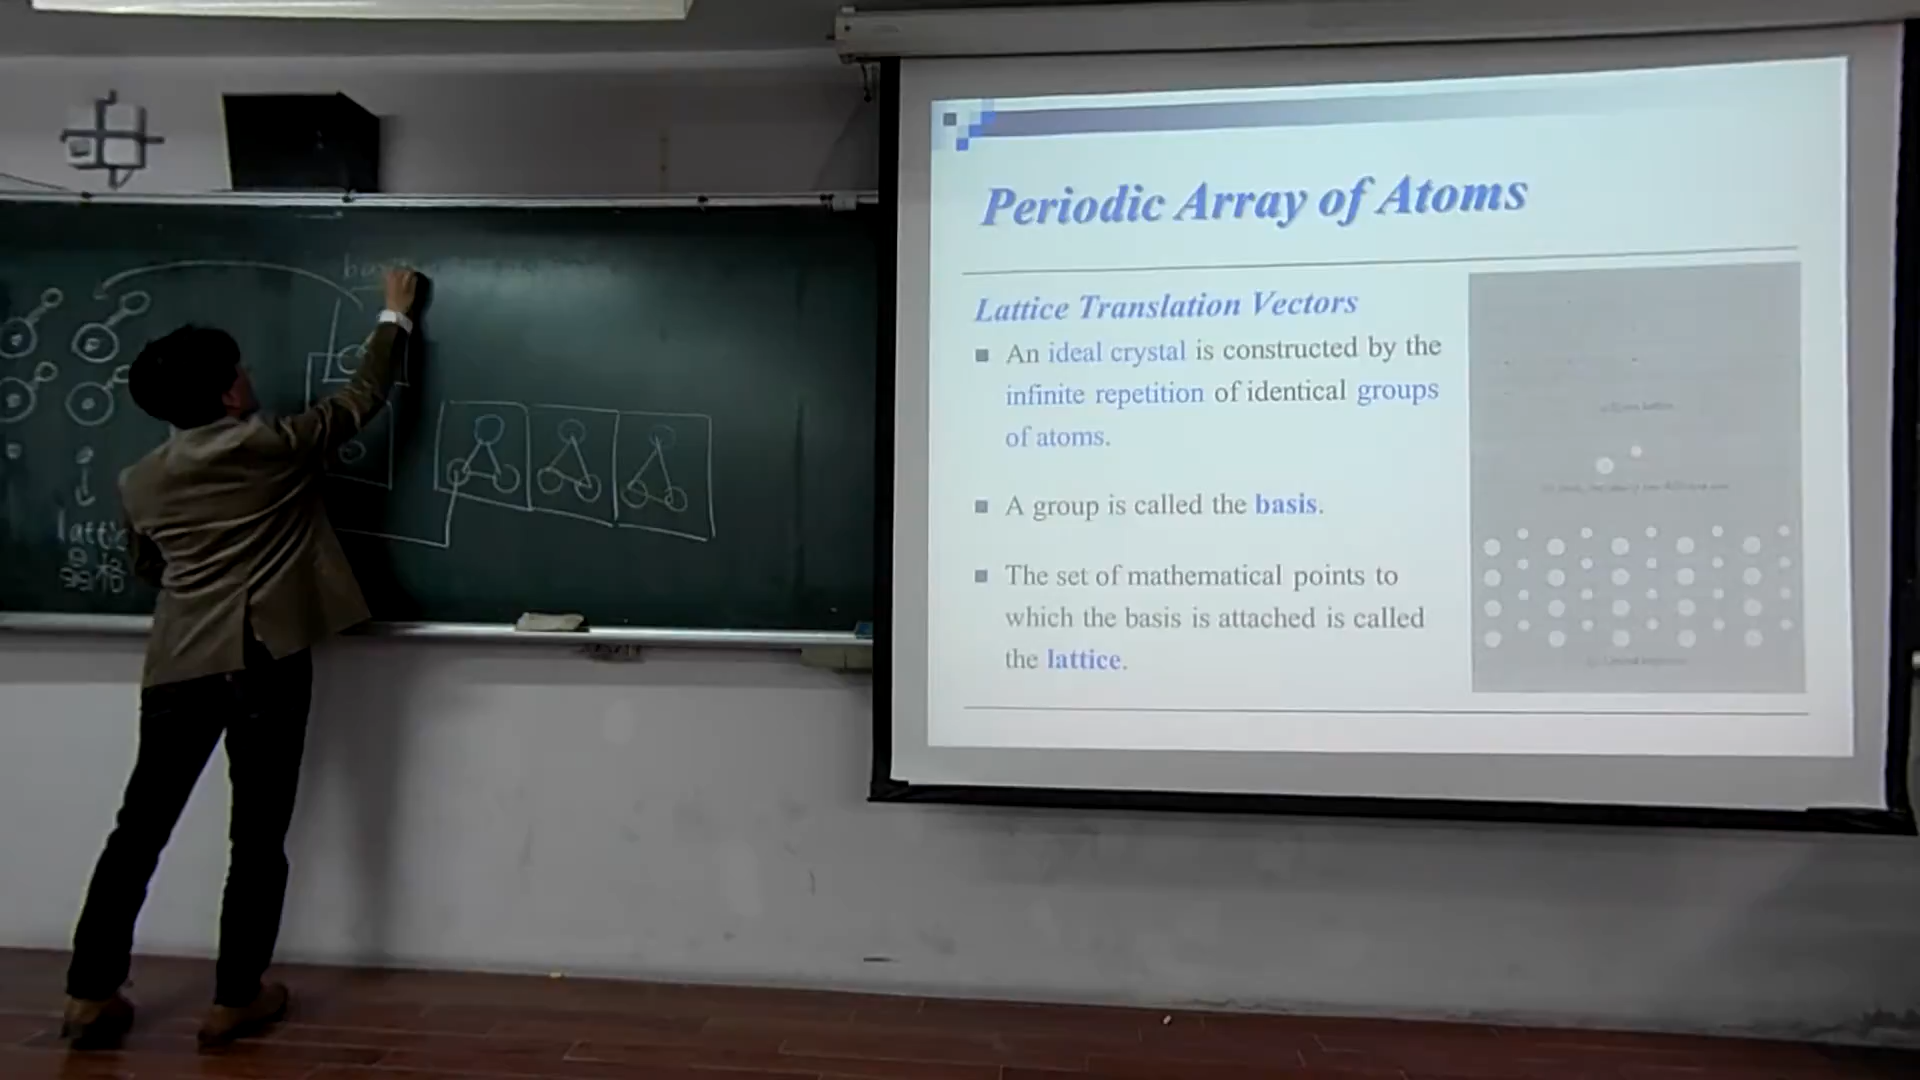 Periodic Array of Atoms
Lattice Translation Vectors
An ideal crystal is constructed by the
infinite repetition of identical groups
of atoms.
A group is called the basis.
The set of mathematical points to
which the basis is attached is called
the lattice.
晶格